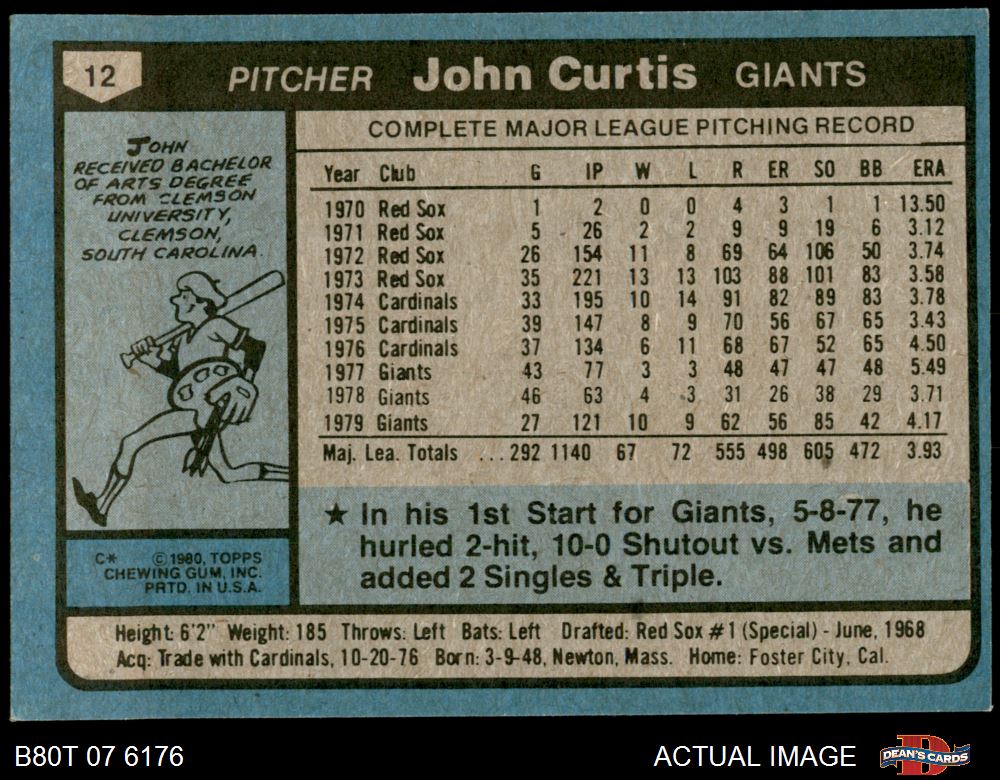 12 PITCHER John Curtis GIANTS
JOHN
RECEIVED BACHELOR
OF ARTS DEGREE
FROM CLEMSON
UNIVERSITY,
CLEMSON,
SOUTH CAROLINA.
C* © 1980, TOPPS
CHEWING GUM, INC.
PRTD. IN U.S.A.
COMPLETE MAJOR LEAGUE PITCHING RECORD
Year Club G IP W L R ER SO BB ERA
1970 Red Sox 1 2 0 0 4 3 1 1 13.50
1971 Red Sox 5 26 2 2 9 9 19 6 3.12
1972 Red Sox 26 154 11 8 69 64 106 50 3.74
1973 Red Sox 35 221 13 13 103 88 101 83 3.58
1974 Cardinals 33 195 10 14 91 82 89 83 3.78
1975 Cardinals 39 147 8 9 70 56 67 65 3.43
1976 Cardinals 37 134 6 11 68 67 52 65 4.50
1977 Giants 43 77 3 3 48 47 47 48 5.49
1978 Giants 46 63 4 3 31 26 38 29 3.71
1979 Giants 27 121 10 9 62 56 85 42 4.17
Maj. Lea. Totals ... 292 1140 67 72 555 498 605 472 3.93
★ In his 1st Start for Giants, 5-8-77, he
hurled 2-hit, 10-0 Shutout vs. Mets and
added 2 Singles & Triple.
Height: 6'2" Weight: 185 Throws: Left Bats: Left Drafted: Red Sox #1 (Special) - June, 1968
Acq: Trade with Cardinals, 10-20-76 Born: 3-9-48, Newton, Mass. Home: Foster City, Cal.
B80T 07 6176 ACTUAL IMAGE DEAN'S CARDS